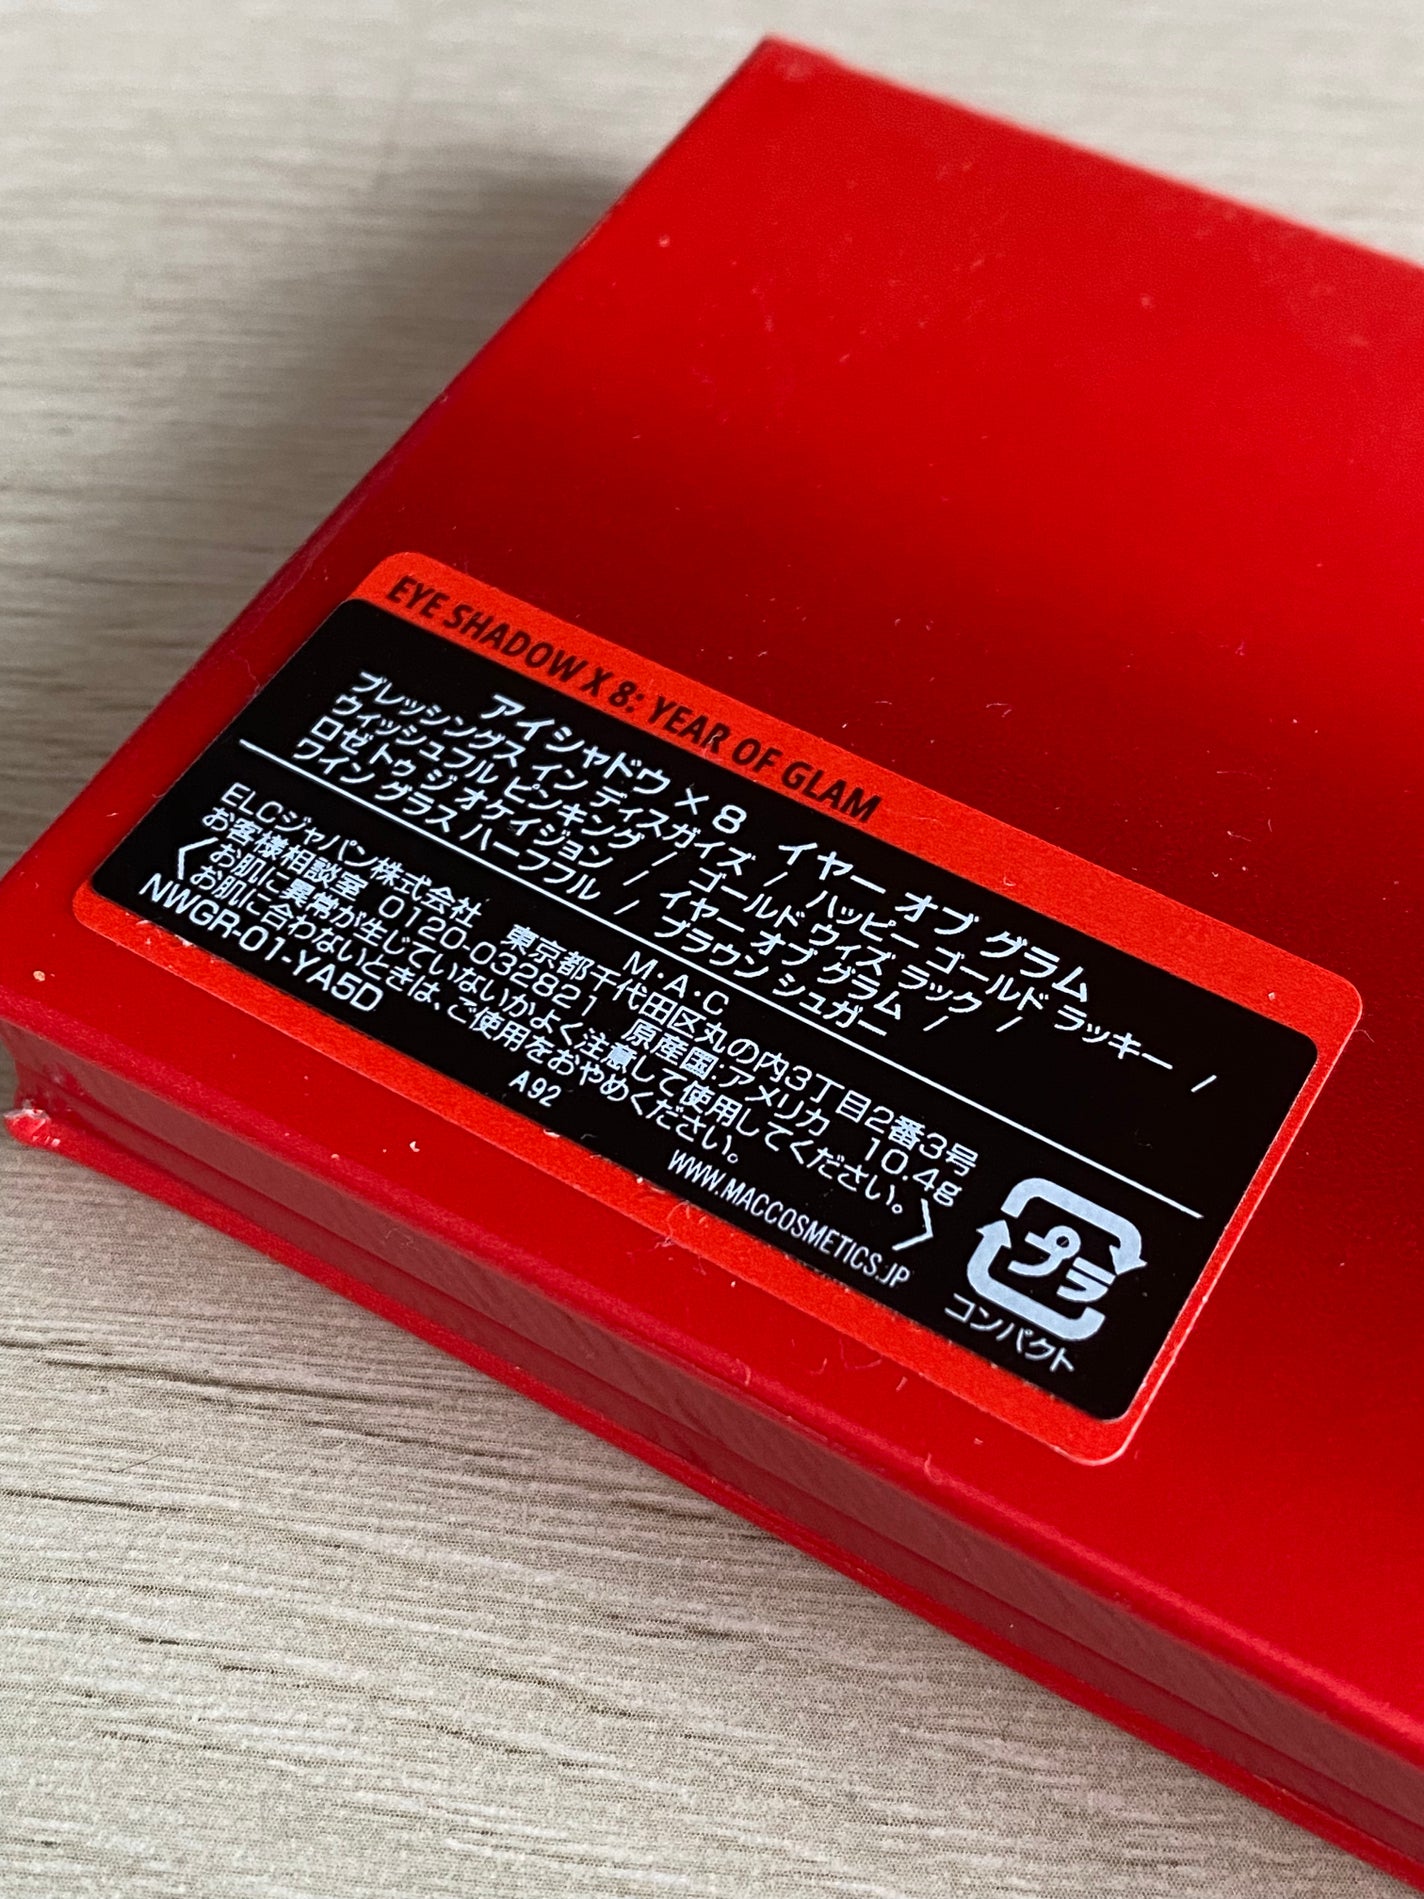 EYE SHADOW X 8: YEAR OF GLAM
アイシャドウ × 8 イヤー オブ グラム
ブレッシングス イン ディスガイズ / ハッピー ゴールド ラッキー /
ウィッシュフル ピンキング / ゴールド ウイズ ラック /
ロゼ トゥ ジ オケイジョン / イヤー オブ グラム /
ワイン グラス ハーフフル / ブラウン シュガー
M・A・C
ELCジャパン株式会社 東京都千代田区丸の内3丁目2番3号
お客様相談室 0120-032821 原産国:アメリカ 10.4g
〈お肌に異常が生じていないかよく注意して使用してください。
お肌に合わないときは、ご使用をおやめください。〉
NWGR-01-YA5D
A92
WWW.MACCOSMETICS.JP
プラ
コンパクト